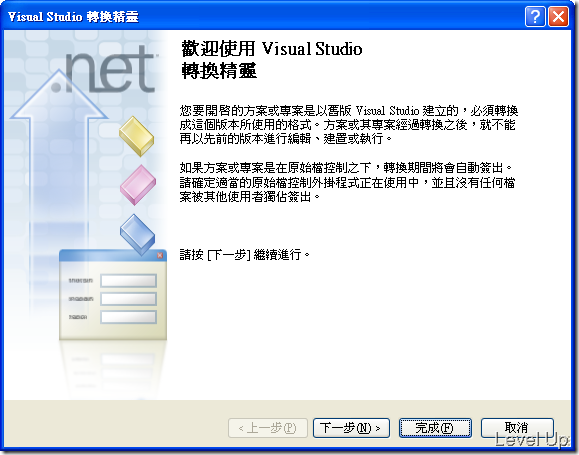 Visual Studio 轉換精靈
.net
歡迎使用 Visual Studio
轉換精靈
您要開啓的方案或專案是以舊版 Visual Studio 建立的，必須轉換
成這個版本所使用的格式。方案或其專案經過轉換之後，就不能
再以先前的版本進行編輯、建置或執行。
如果方案或專案是在原始檔控制之下，轉換期間將會自動簽出。
請確定適當的原始檔控制外掛程式正在使用中，並且沒有任何檔
案被其他使用者獨佔簽出。
請按 [下一步] 繼續進行。
< 上一步(P) 下一步(N) > 完成(F) 取消
Level Up